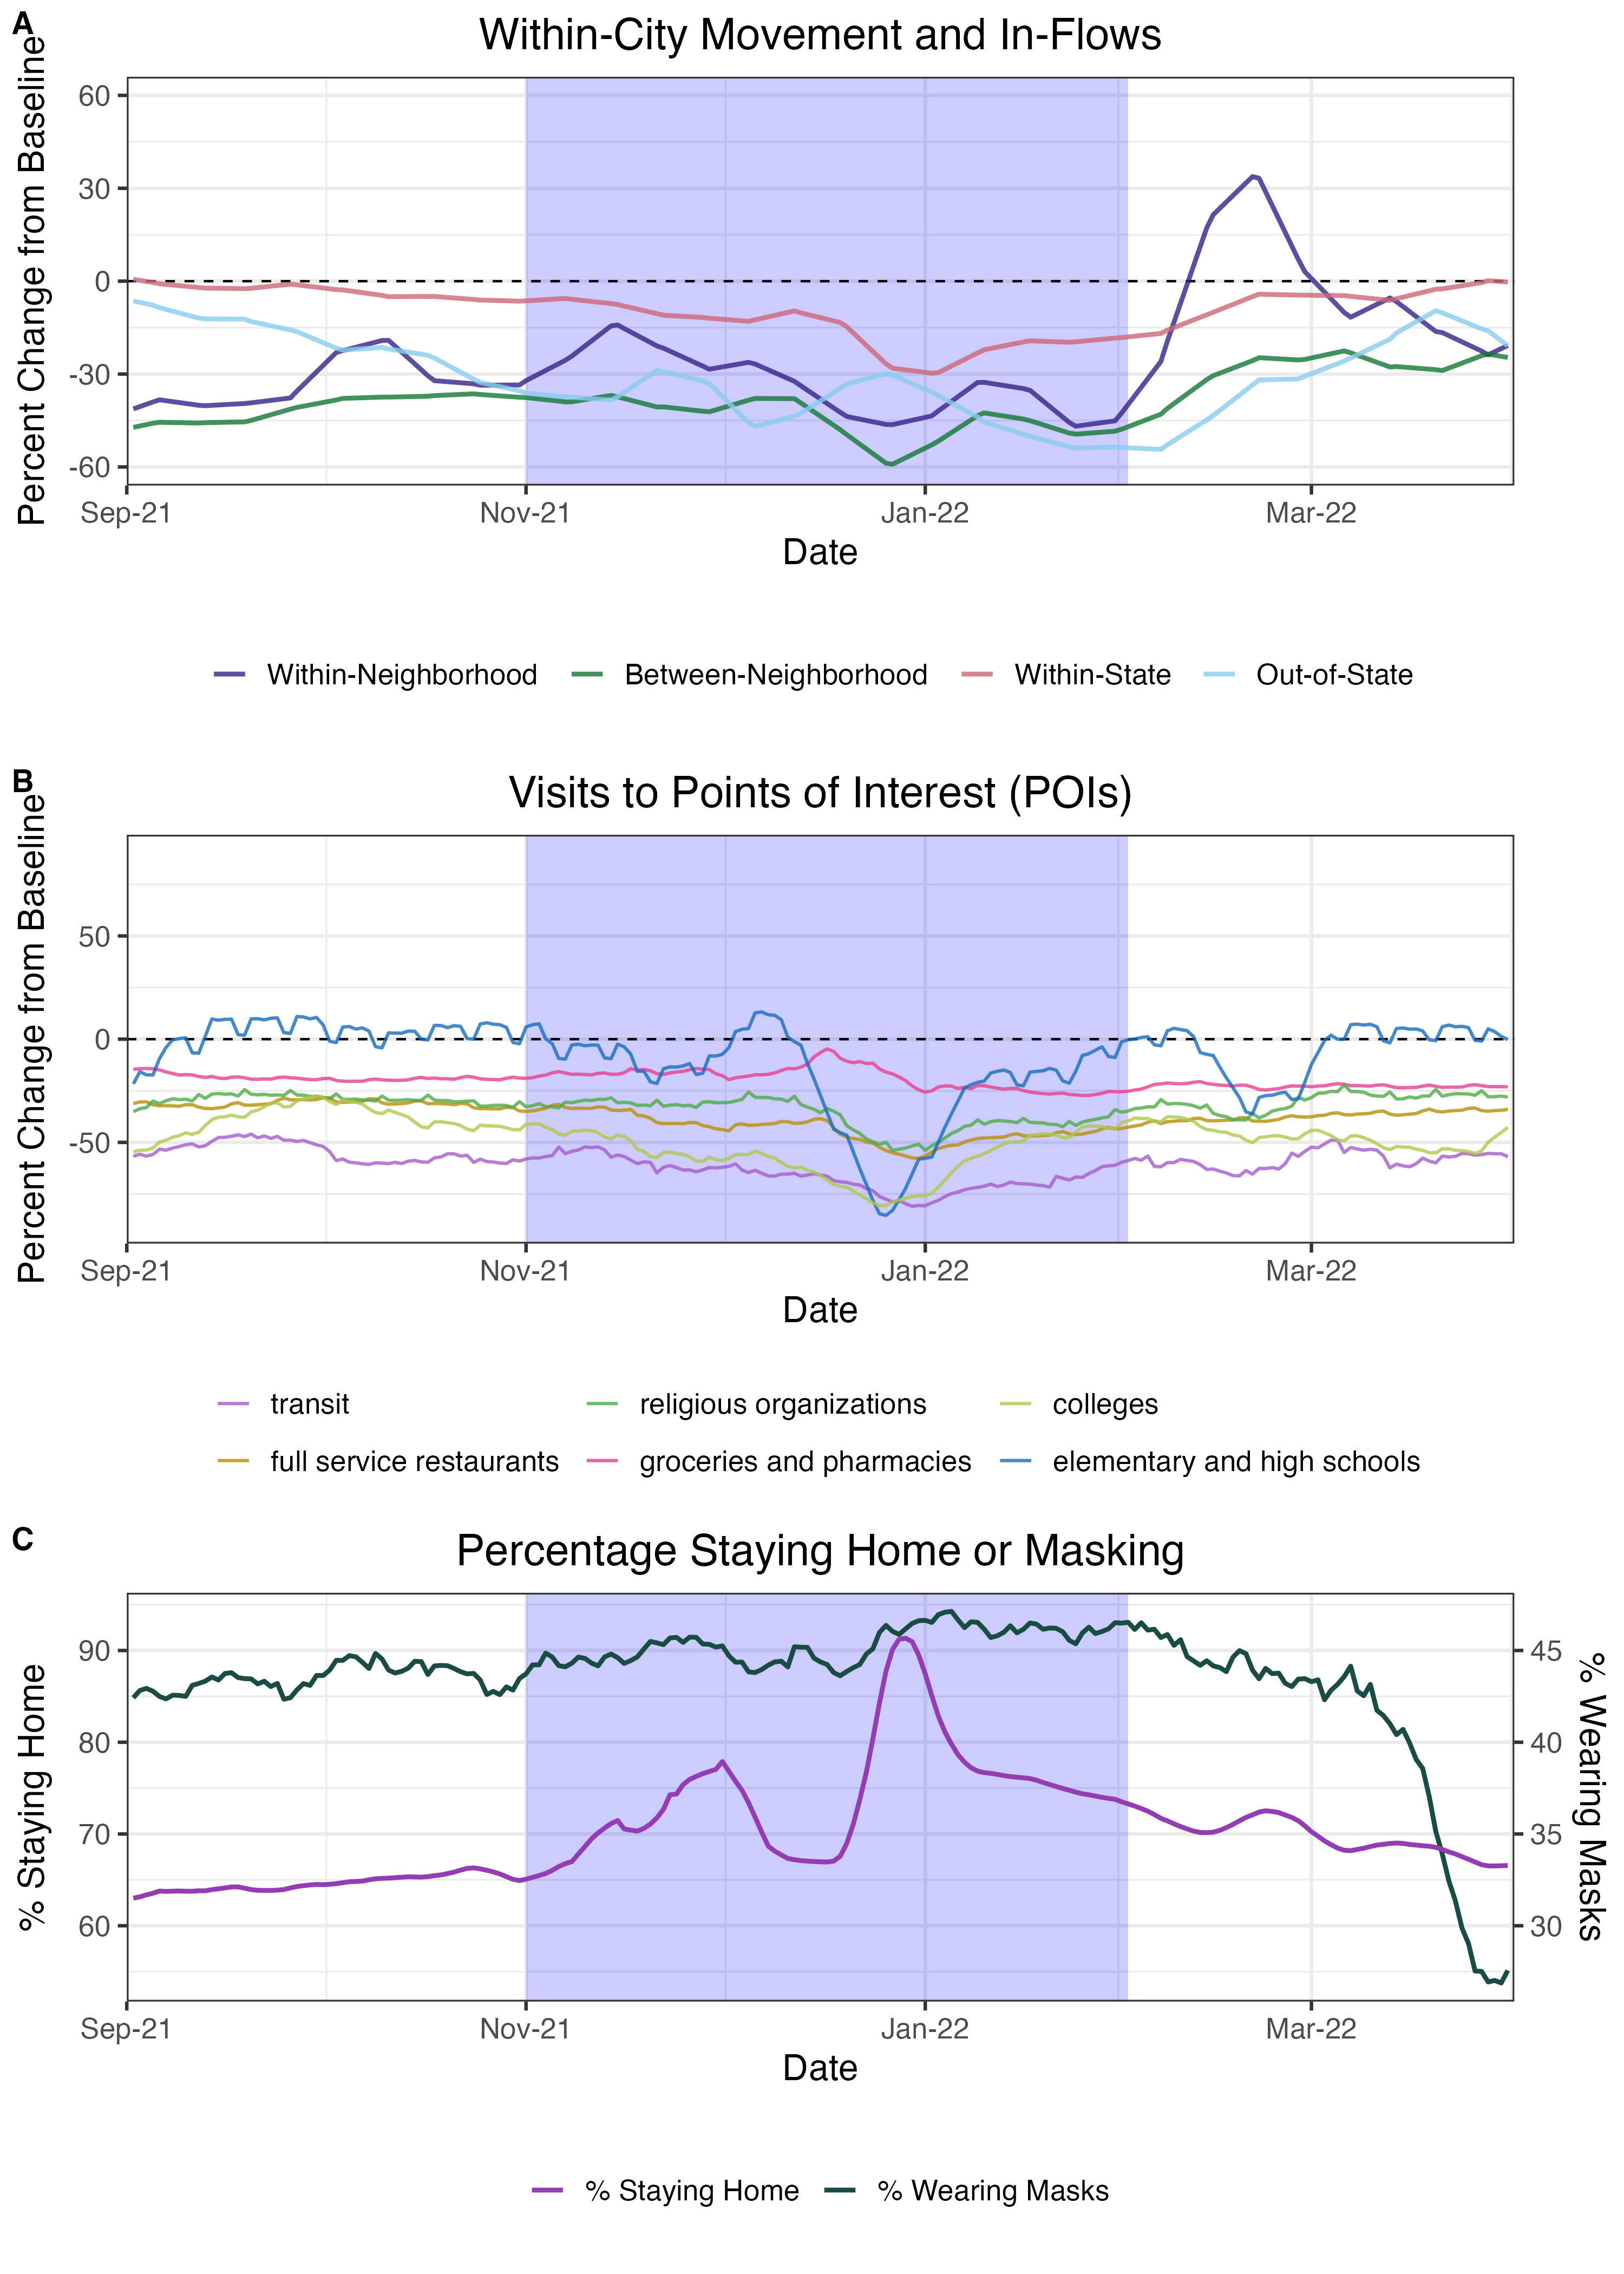 A
Within-City Movement and In-Flows
Percent Change from Baseline
60
30
0
-30
-60
Sep-21 Nov-21 Jan-22 Mar-22
Date
Within-Neighborhood Between-Neighborhood Within-State Out-of-State
B
Visits to Points of Interest (POIs)
Percent Change from Baseline
50
0
-50
Sep-21 Nov-21 Jan-22 Mar-22
Date
transit religious organizations colleges
full service restaurants groceries and pharmacies elementary and high schools
C
Percentage Staying Home or Masking
% Staying Home
90 45
80 40
70 35
60 30
% Wearing Masks
Sep-21 Nov-21 Jan-22 Mar-22
Date
% Staying Home % Wearing Masks